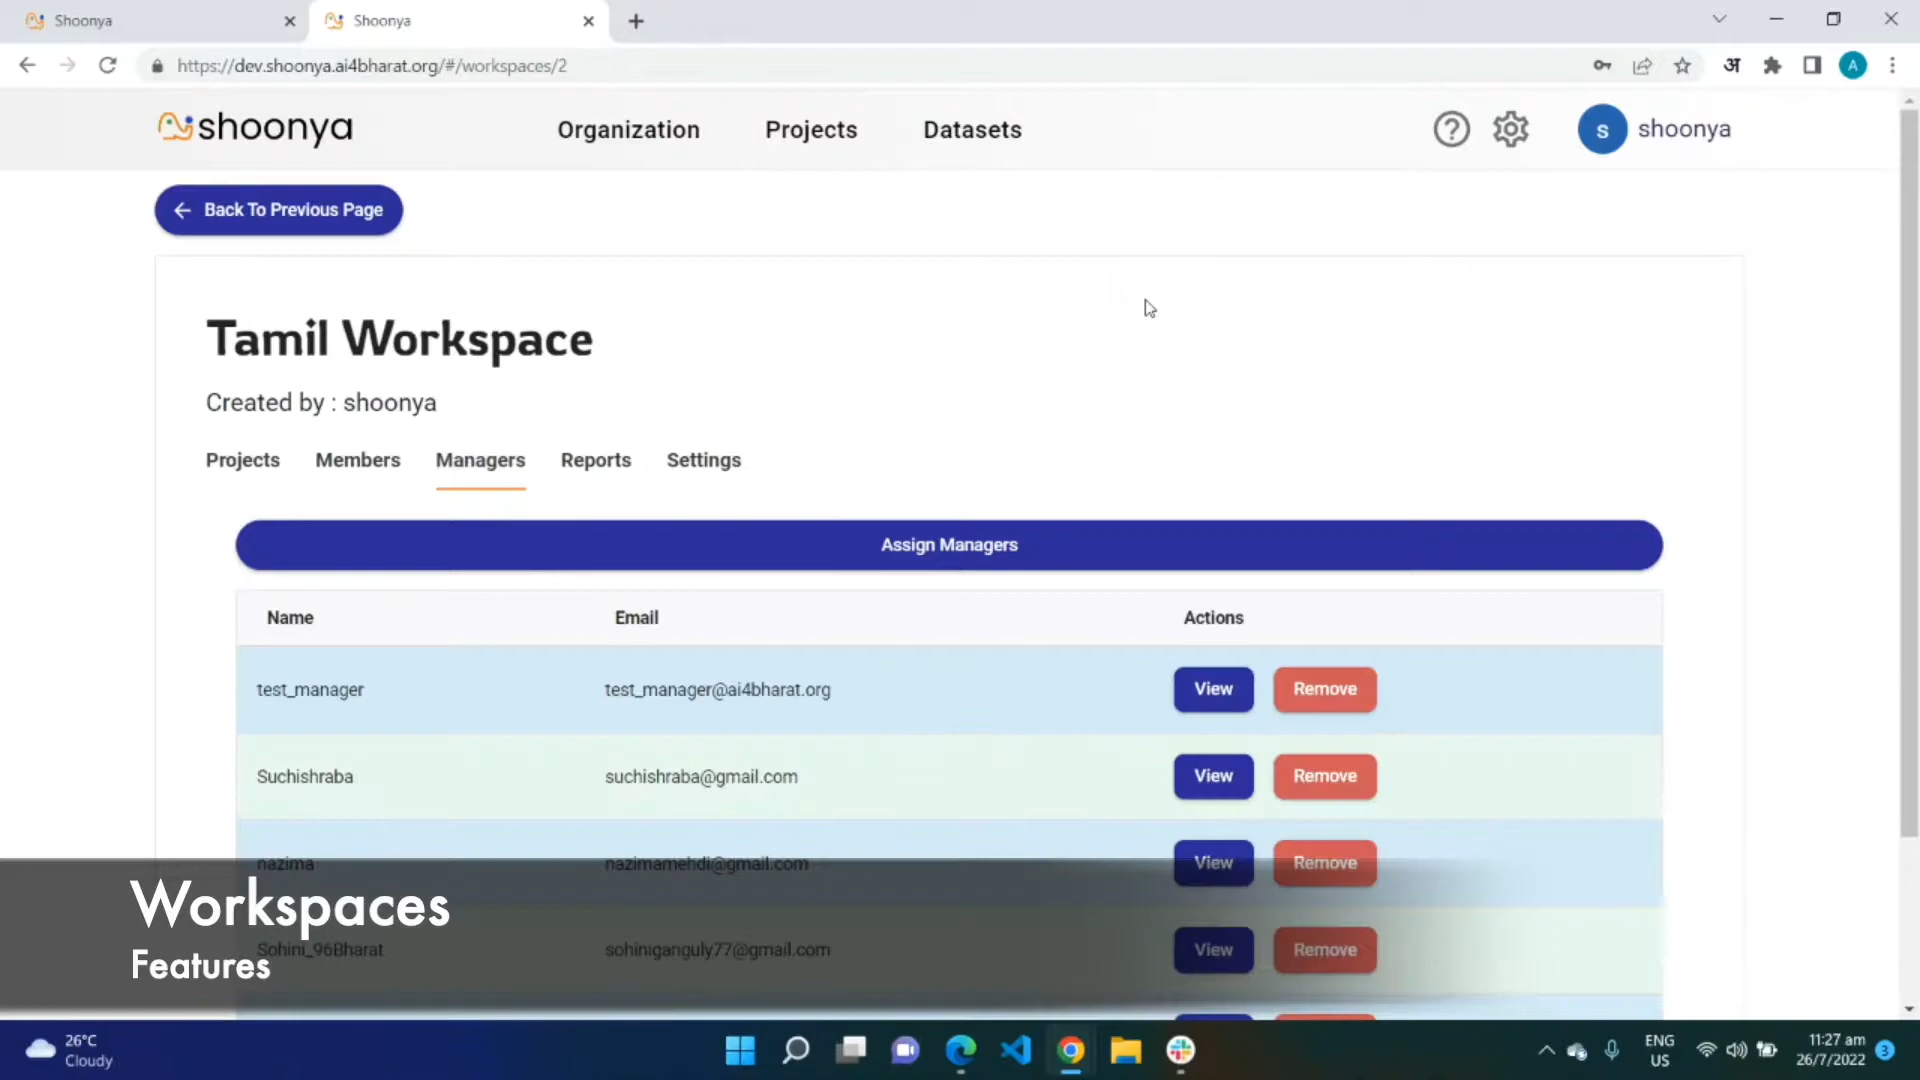 Shoonya
Shoonya
https://dev.shoonya.ai4bharat.org/#/workspaces/2
अ
A
shoonya
Organization
Projects
Datasets
s
shoonya
Back To Previous Page
Tamil Workspace
Created by : shoonya
Projects
Members
Managers
Reports
Settings
Assign Managers
Name
Email
Actions
test_manager
test_manager@ai4bharat.org
View
Remove
Suchishraba
suchishraba@gmail.com
View
Remove
nazima
nazimamehdi@gmail.com
View
Remove
Sohini_96Bharat
sohiniganguly77@gmail.com
View
Remove
Workspaces
Features
26°C
Cloudy
ENG
US
11:27 am
26/7/2022
3